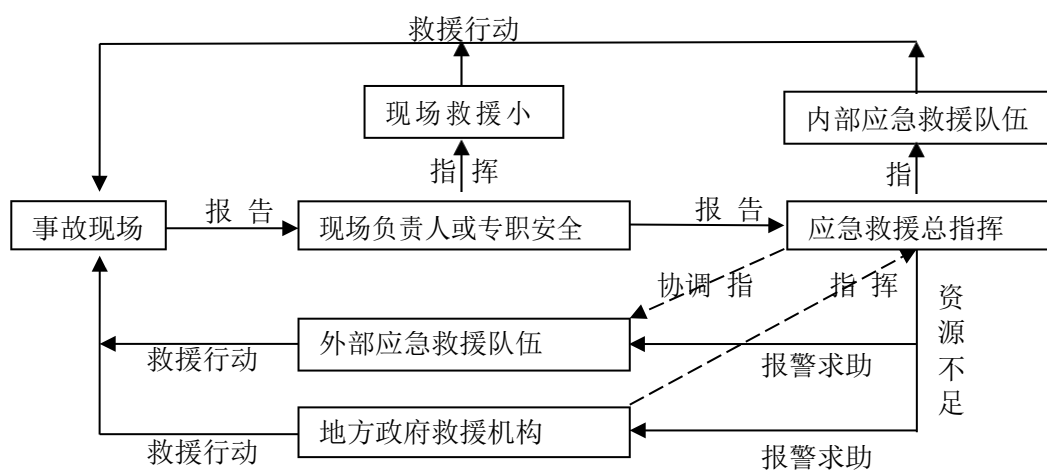 救援行动
现场救援小
内部应急救援队伍
指 挥
指
报 告
报 告
事故现场
现场负责人或专职安全
应急救援总指挥
协调 指
指 挥
资源不足
外部应急救援队伍
救援行动
报警求助
地方政府救援机构
救援行动
报警求助